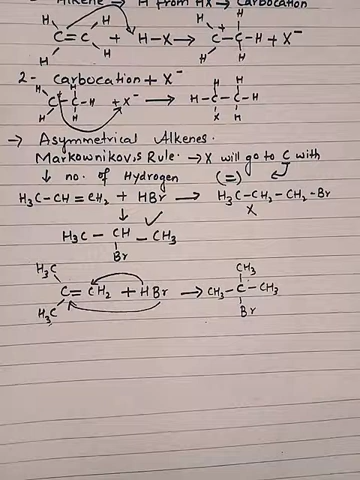 Alkene → H from HX → Carbocation
H H H H
C=C + H-X → C-C-H + X⁻
H H H H
2- Carbocation + X⁻
H + H H H
C-C-H + X⁻ → H-C-C-H
H H X H
→ Asymmetrical Alkenes.
Markownikov,s Rule. → X will go to C with
↓ no. of Hydrogen (=)
H₃C-CH=CH₂ + HBr → H₃C-CH₂-CH₂-Br
↓ ✓ X
H₃C - CH - CH₃
Br
H₃C CH₃
C=CH₂ + HBr → CH₃-C-CH₃
H₃C Br